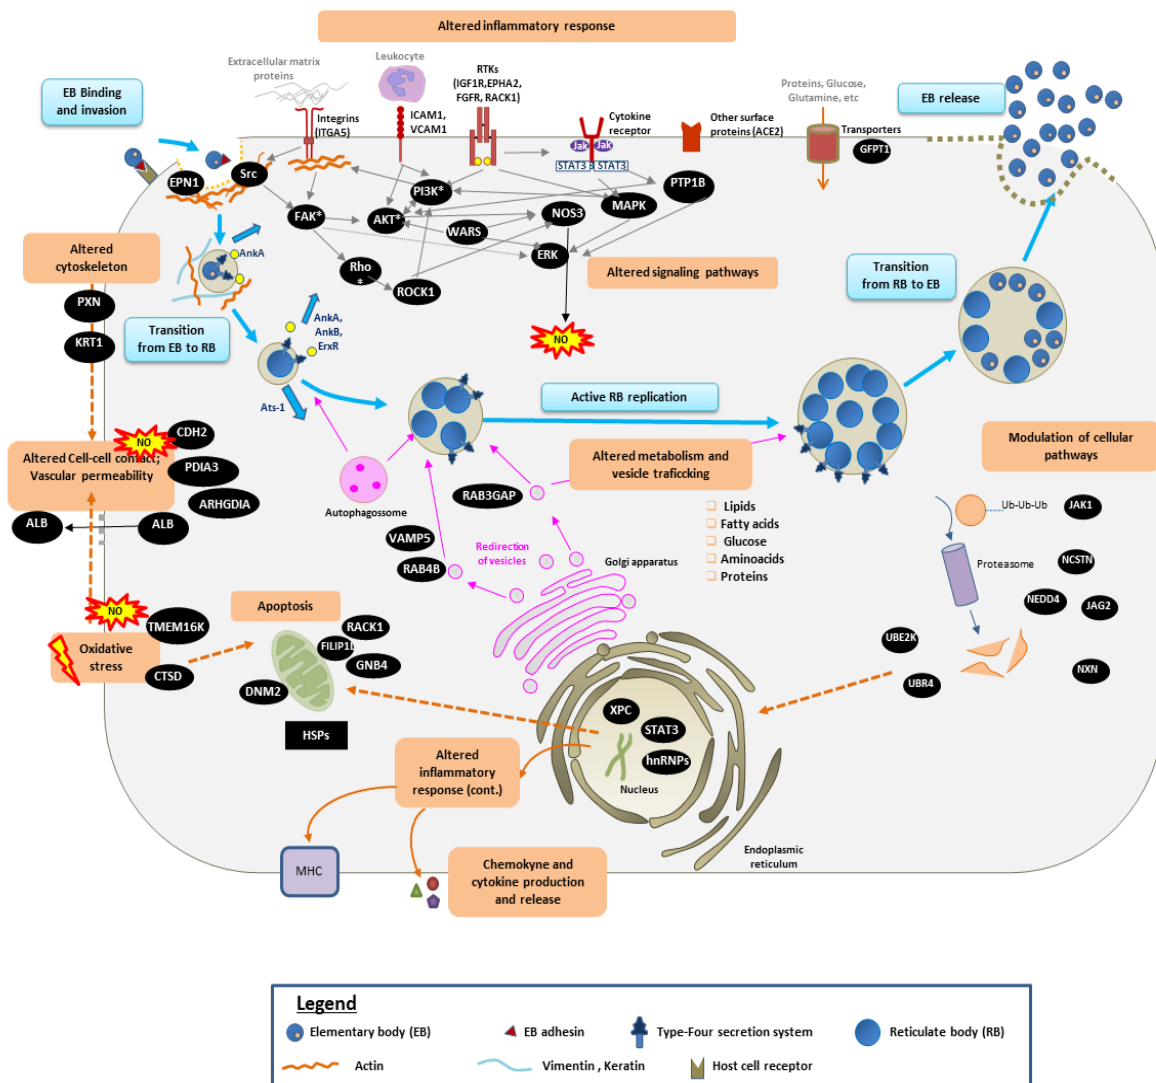 Altered inflammatory response
Extracellular matrix
proteins
Leukocyte
RTKs
(IGF1R,EPHA2,
FGFR, RACK1)
Proteins, Glucose,
Glutamine, etc
EB Binding
and invasion
EB release
Integrins
(ITGA5)
ICAM1,
VCAM1
Cytokine
receptor
Other surface
proteins (ACE2)
Transporters
GFPT1
Jak
Jak
STAT3
STAT3
EPN1
Src
PI3K*
PTP1B
MAPK
FAK*
AKT*
NOS3
WARS
ERK
Rho
*
ROCK1
AnkA
Altered
cytoskeleton
PXN
KRT1
Altered signaling pathways
Transition
from RB to EB
Transition
from EB to RB
AnkA,
AnkB,
ErxR
NO
Ats-1
Active RB replication
NO
CDH2
Altered Cell-cell contact;
Vascular permeability
PDIA3
ARHGDIA
ALB
ALB
Altered metabolism and
vesicle traficcking
Modulation of cellular
pathways
Autophagossome
RAB3GAP
VAMP5
RAB4B
Redirection
of vesicles
Golgi apparatus
Lipids
Fatty acids
Glucose
Aminoacids
Proteins
Ub-Ub-Ub
JAK1
Proteasome
NCSTN
NEDD4
JAG2
UBE2K
UBR4
NXN
NO
TMEM16K
Oxidative
stress
CTSD
Apoptosis
RACK1
FILIP1L
GNB4
DNM2
HSPs
XPC
STAT3
hnRNPs
Nucleus
Altered
inflammatory
response (cont.)
Endoplasmic
reticulum
MHC
Chemokyne and
cytokine production
and release
Legend
Elementary body (EB)
EB adhesin
Type-Four secretion system
Reticulate body (RB)
Actin
Vimentin , Keratin
Host cell receptor